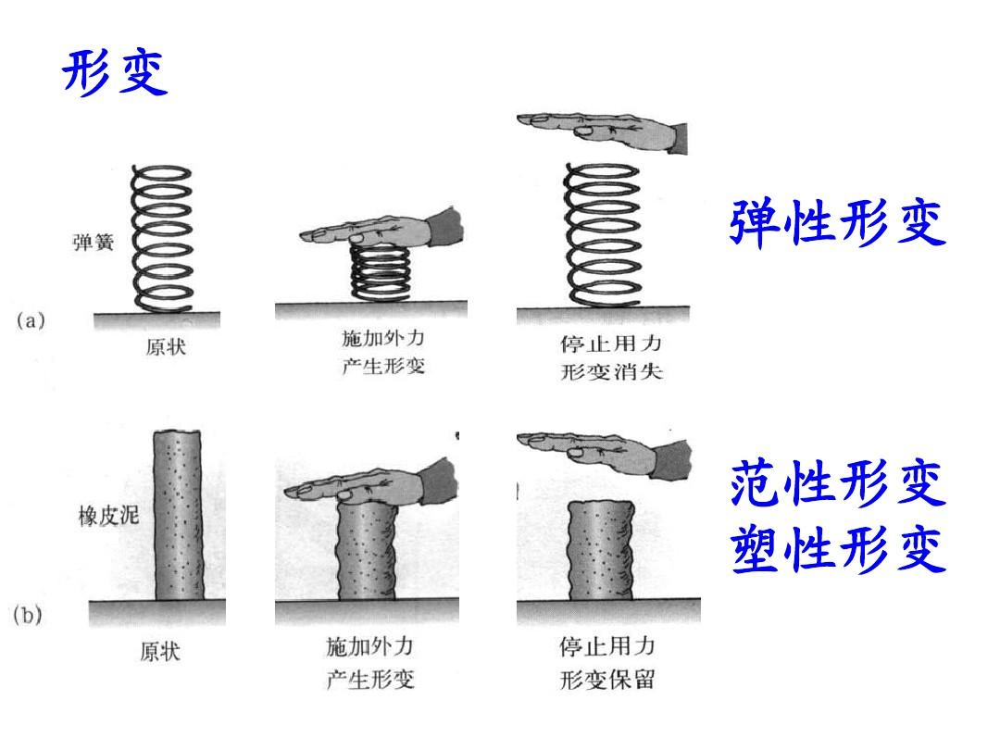 形变
弹簧
弹性形变
(a)
原状
施加外力
产生形变
停止用力
形变消失
橡皮泥
范性形变
塑性形变
(b)
原状
施加外力
产生形变
停止用力
形变保留